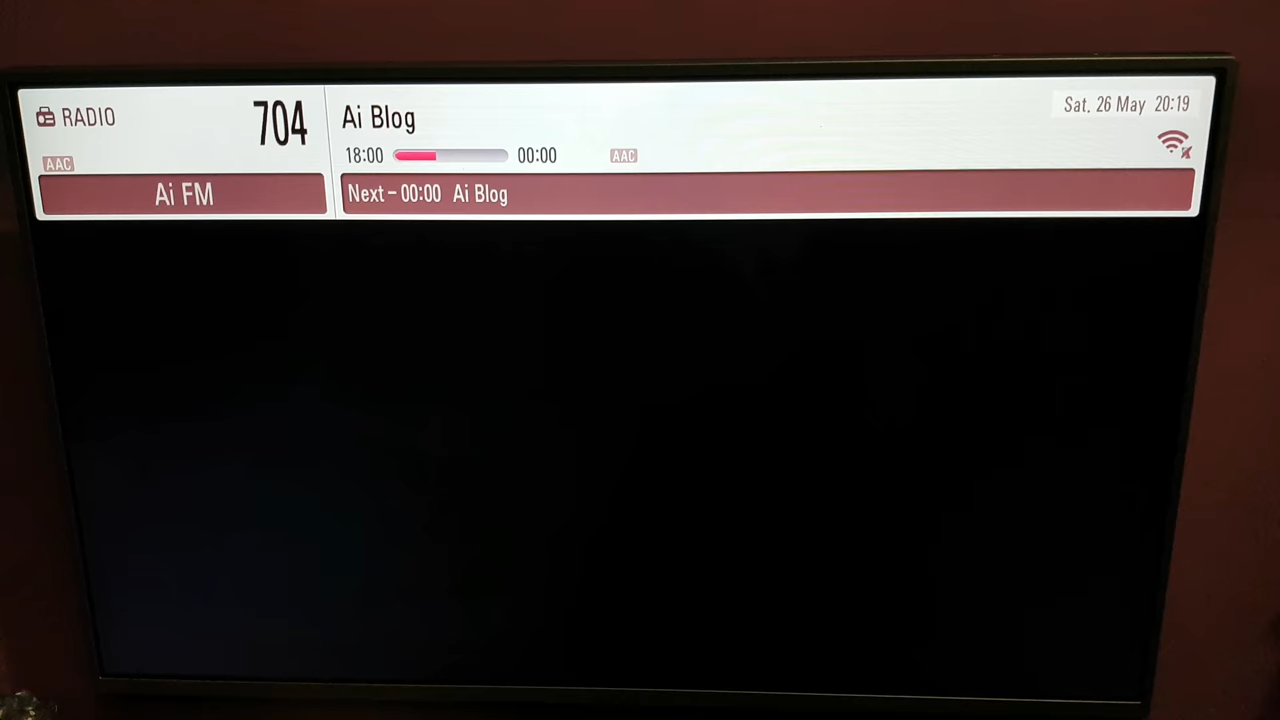 RADIO 704
AAC
Ai FM
Ai Blog
18:00 00:00 AAC
Next - 00:00 Ai Blog
Sat. 26 May 20:19